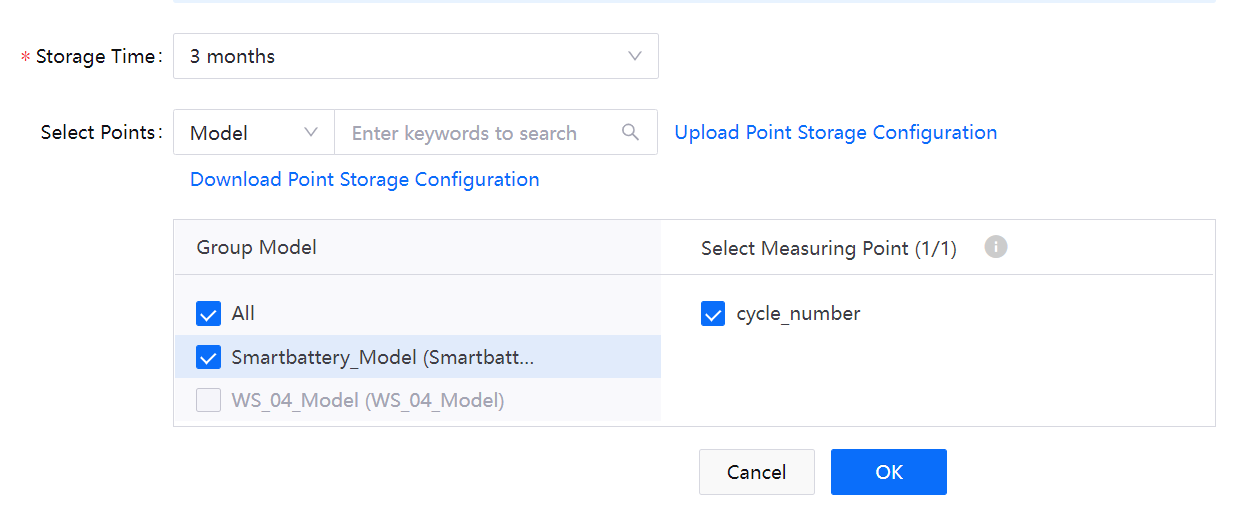 * Storage Time: 3 months
Select Points: Model Enter keywords to search Upload Point Storage Configuration
Download Point Storage Configuration
Group Model Select Measuring Point (1/1)
All cycle_number
Smartbattery_Model (Smartbatt...
WS_04_Model (WS_04_Model)
Cancel OK